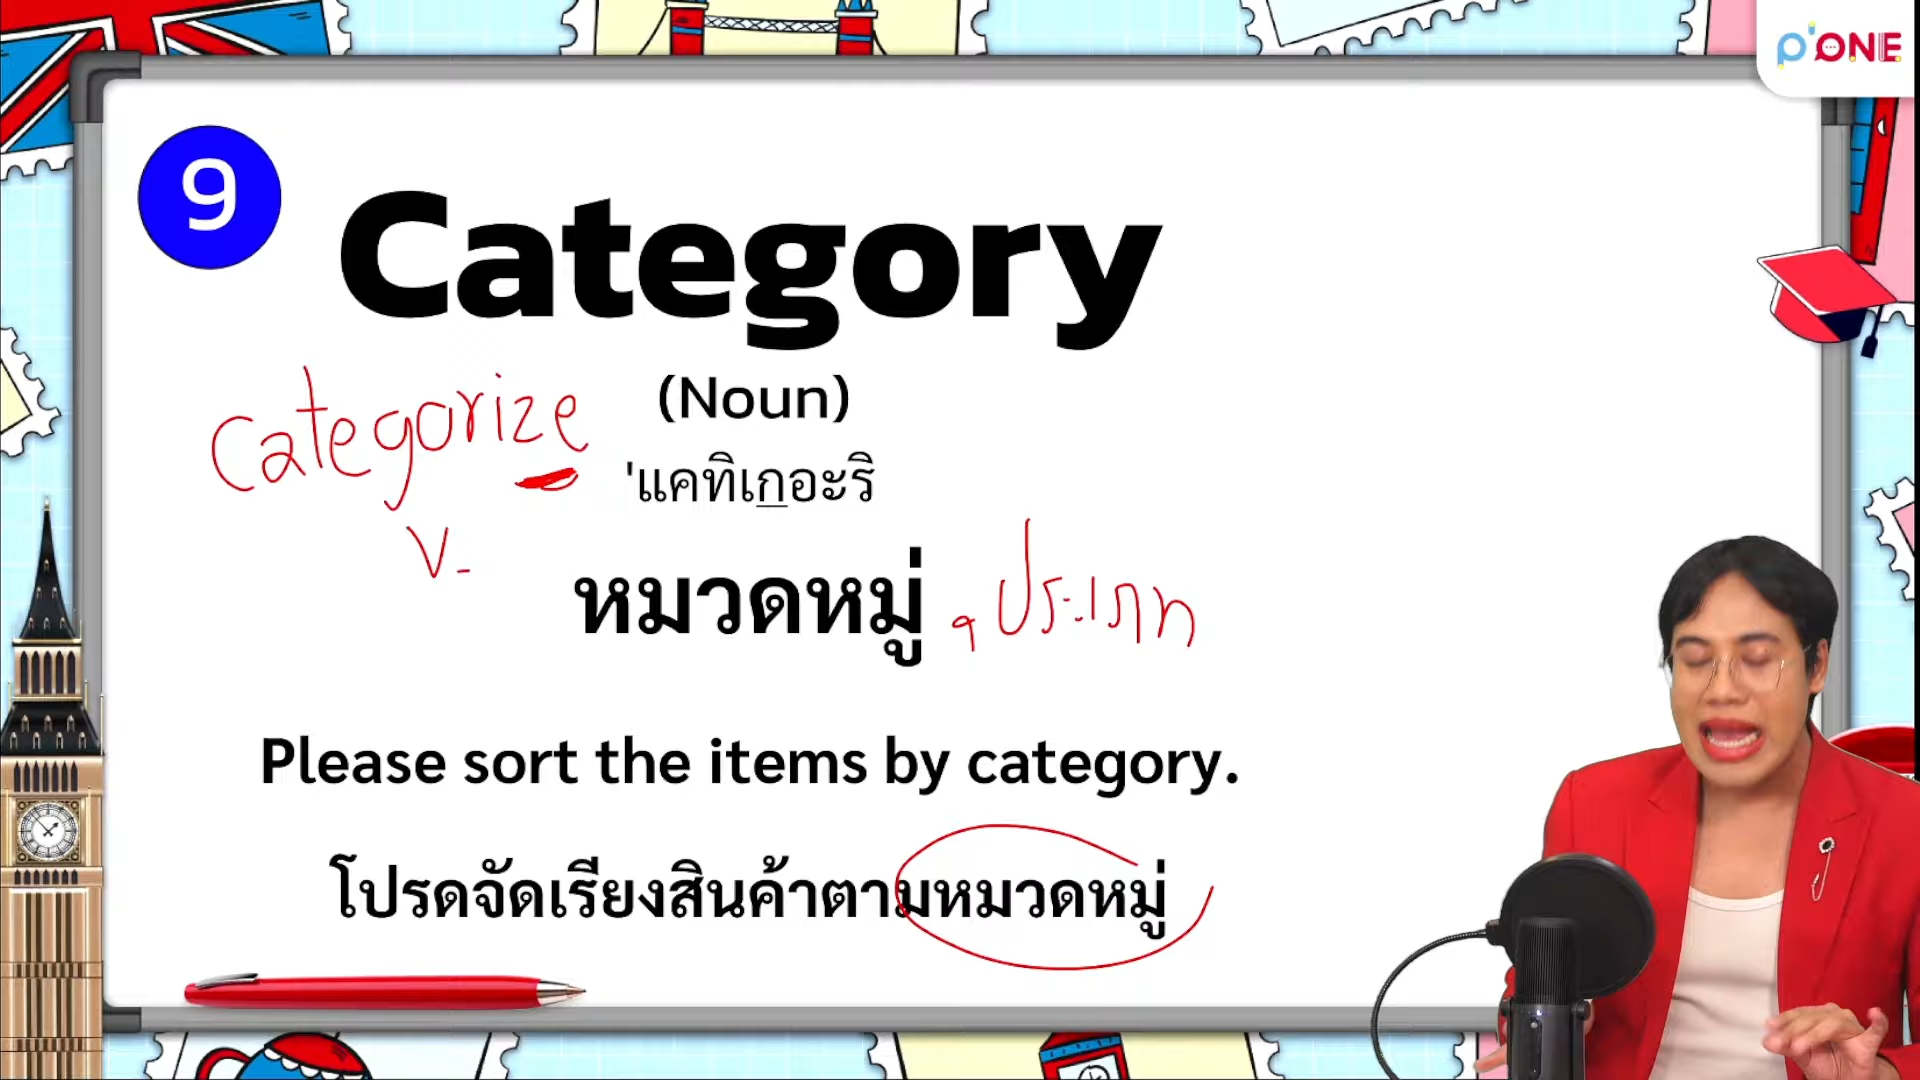 P'ONE
9
Category
(Noun)
categorize
'แคทิเกอะริ
v.
หมวดหมู่ , ประเภท
Please sort the items by category.
โปรดจัดเรียงสินค้าตามหมวดหมู่